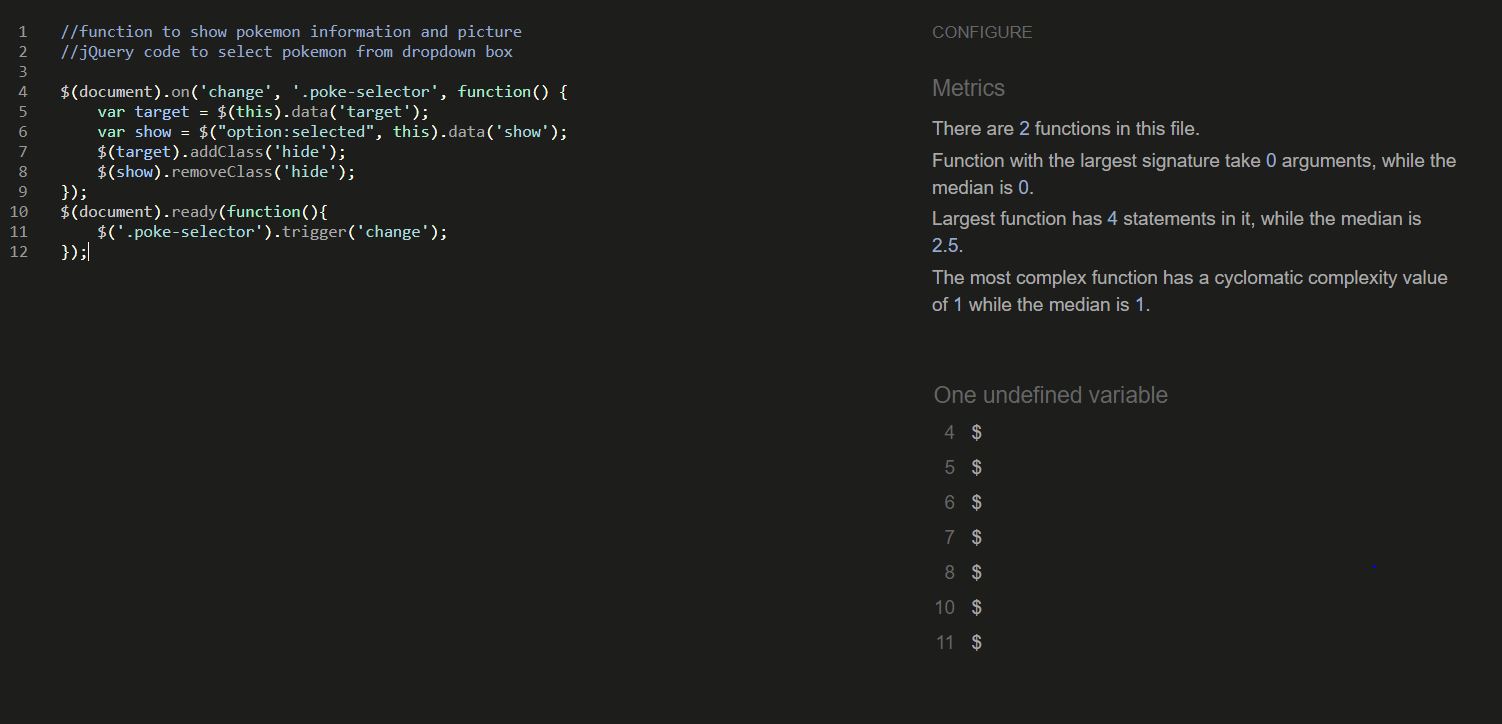 1 //function to show pokemon information and picture
2 //jQuery code to select pokemon from dropdown box
3
4 $(document).on('change', '.poke-selector', function() {
5 var target = $(this).data('target');
6 var show = $("option:selected", this).data('show');
7 $(target).addClass('hide');
8 $(show).removeClass('hide');
9 });
10 $(document).ready(function(){
11 $('.poke-selector').trigger('change');
12 });
CONFIGURE
Metrics
There are 2 functions in this file.
Function with the largest signature take 0 arguments, while the
median is 0.
Largest function has 4 statements in it, while the median is
2.5.
The most complex function has a cyclomatic complexity value
of 1 while the median is 1.
One undefined variable
4 $
5 $
6 $
7 $
8 $
10 $
11 $